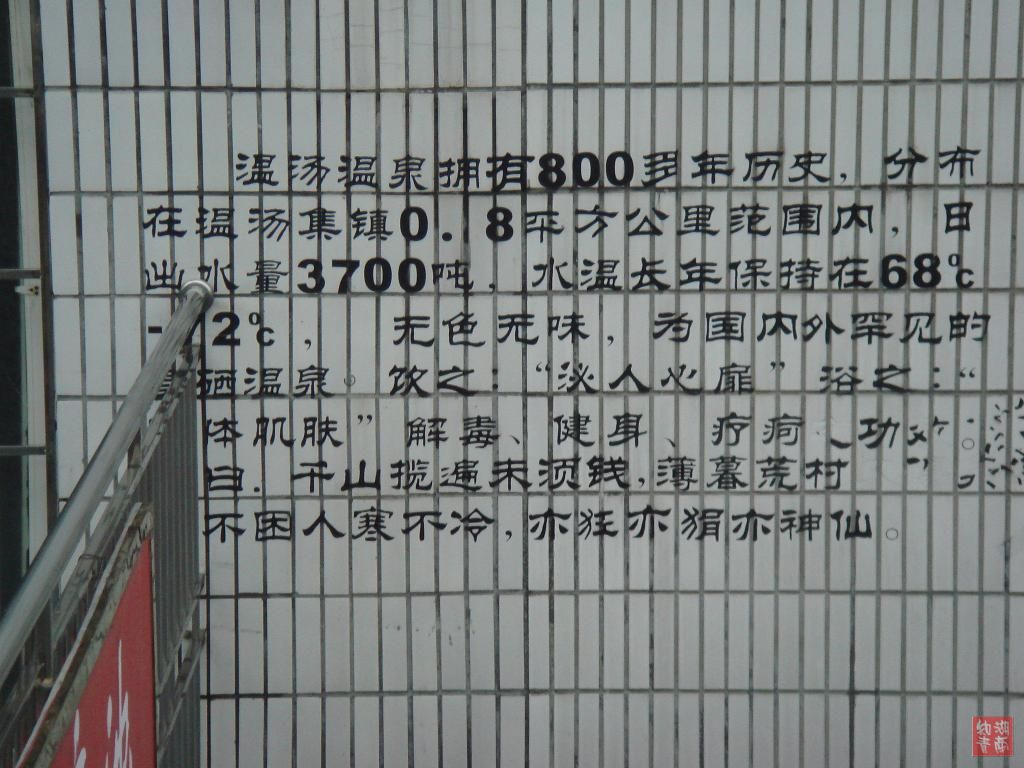 温汤温泉拥有800多年历史，分布
在温汤集镇0.8平方公里范围内，日
出水量3700吨，水温长年保持在68℃
-72℃， 无色无味，为国内外罕见的
硒温泉。饮之：“淡人心扉”浴之：“
体肌肤”解毒、健身、疗疴 功
曰．千山揽遍未须钱，薄暮荒村
不困人寒不冷，亦狂亦狷亦神仙。